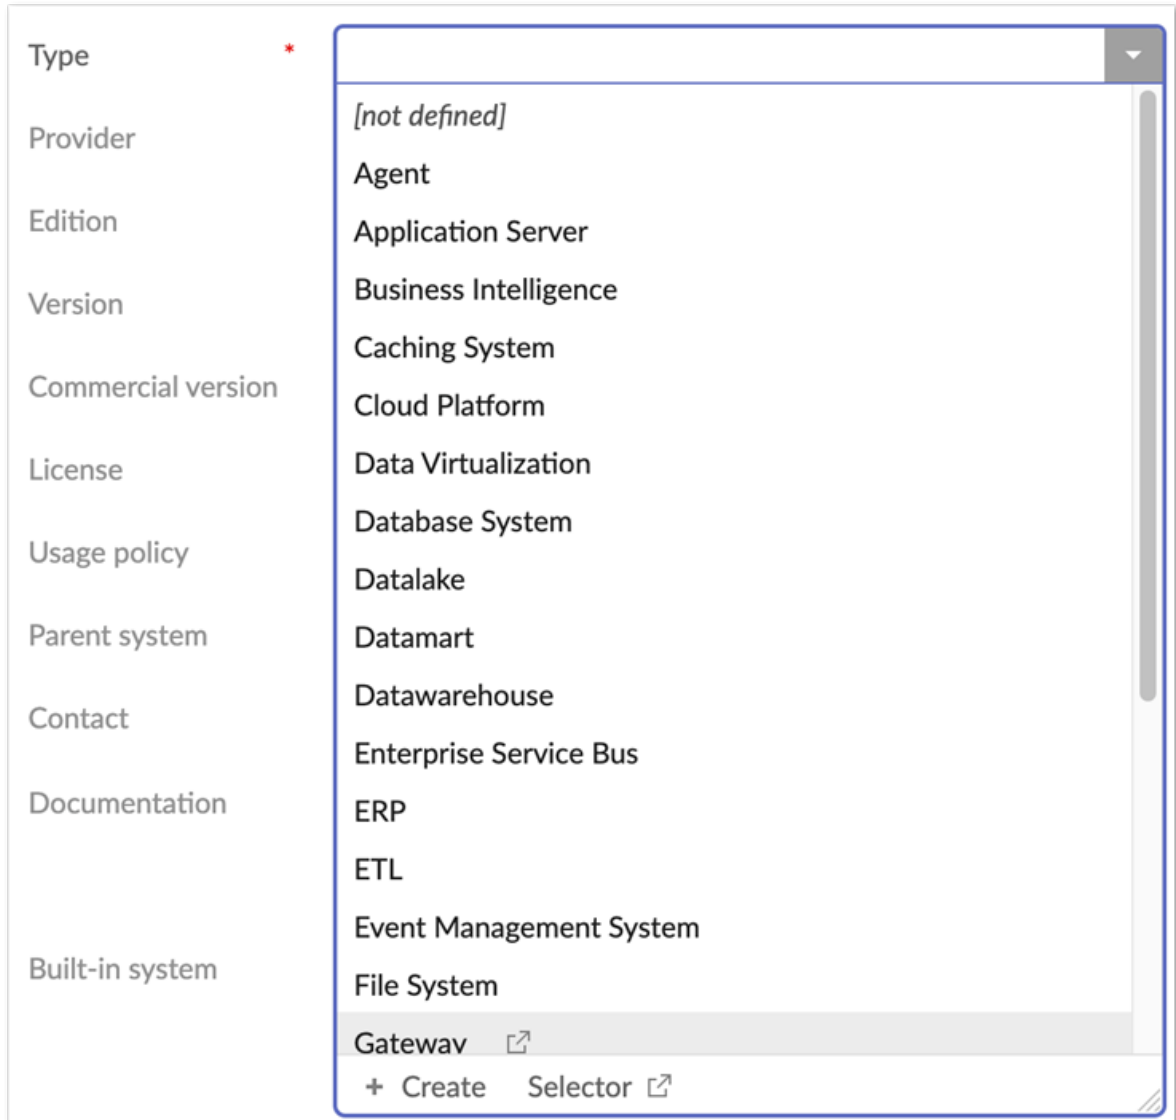 Type *
[not defined]
Provider
Agent
Edition
Application Server
Business Intelligence
Version
Caching System
Commercial version
Cloud Platform
License
Data Virtualization
Database System
Usage policy
Datalake
Parent system
Datamart
Datawarehouse
Contact
Enterprise Service Bus
Documentation
ERP
ETL
Event Management System
Built-in system
File System
Gateway
+ Create Selector